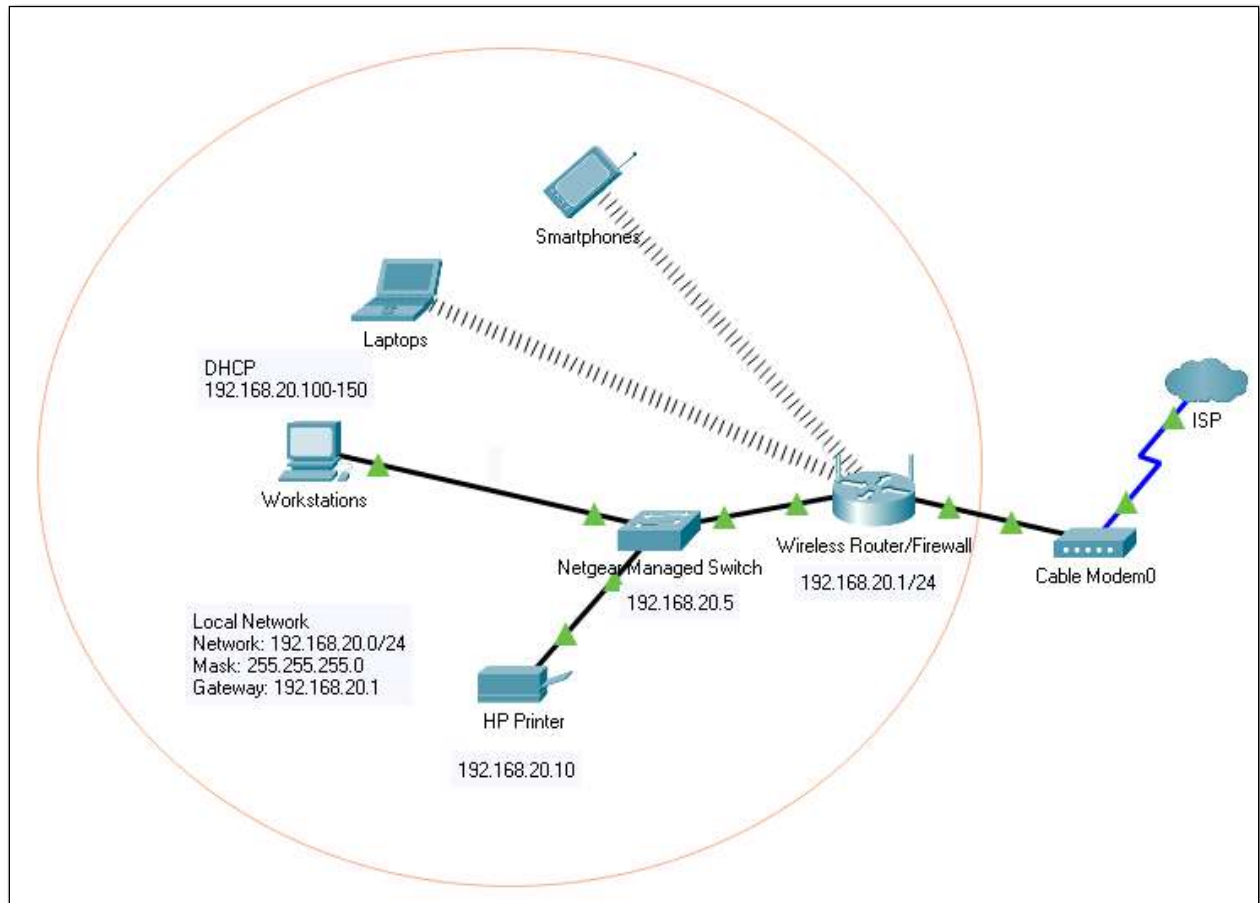 Smartphones
Laptops
DHCP
192.168.20.100-150
ISP
Workstations
Wireless Router/Firewall
Netgear Managed Switch
Cable Modem0
192.168.20.1/24
192.168.20.5
Local Network
Network: 192.168.20.0/24
Mask: 255.255.255.0
Gateway: 192.168.20.1
HP Printer
192.168.20.10